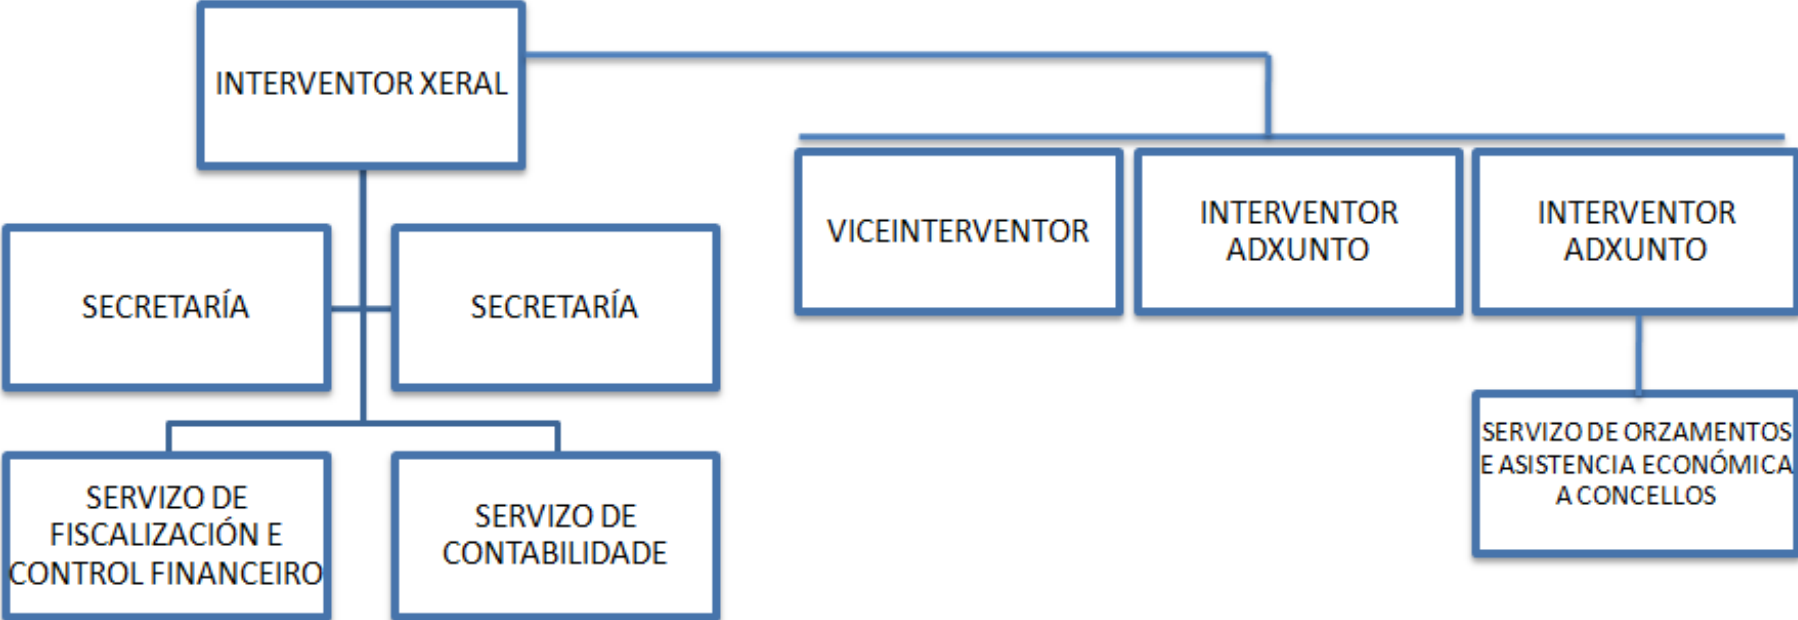 INTERVENTOR XERAL
VICEINTERVENTOR
INTERVENTOR
ADXUNTO
INTERVENTOR
ADXUNTO
SECRETARÍA
SECRETARÍA
SERVIZO DE ORZAMENTOS
E ASISTENCIA ECONÓMICA
A CONCELLOS
SERVIZO DE
FISCALIZACIÓN E
CONTROL FINANCEIRO
SERVIZO DE
CONTABILIDADE